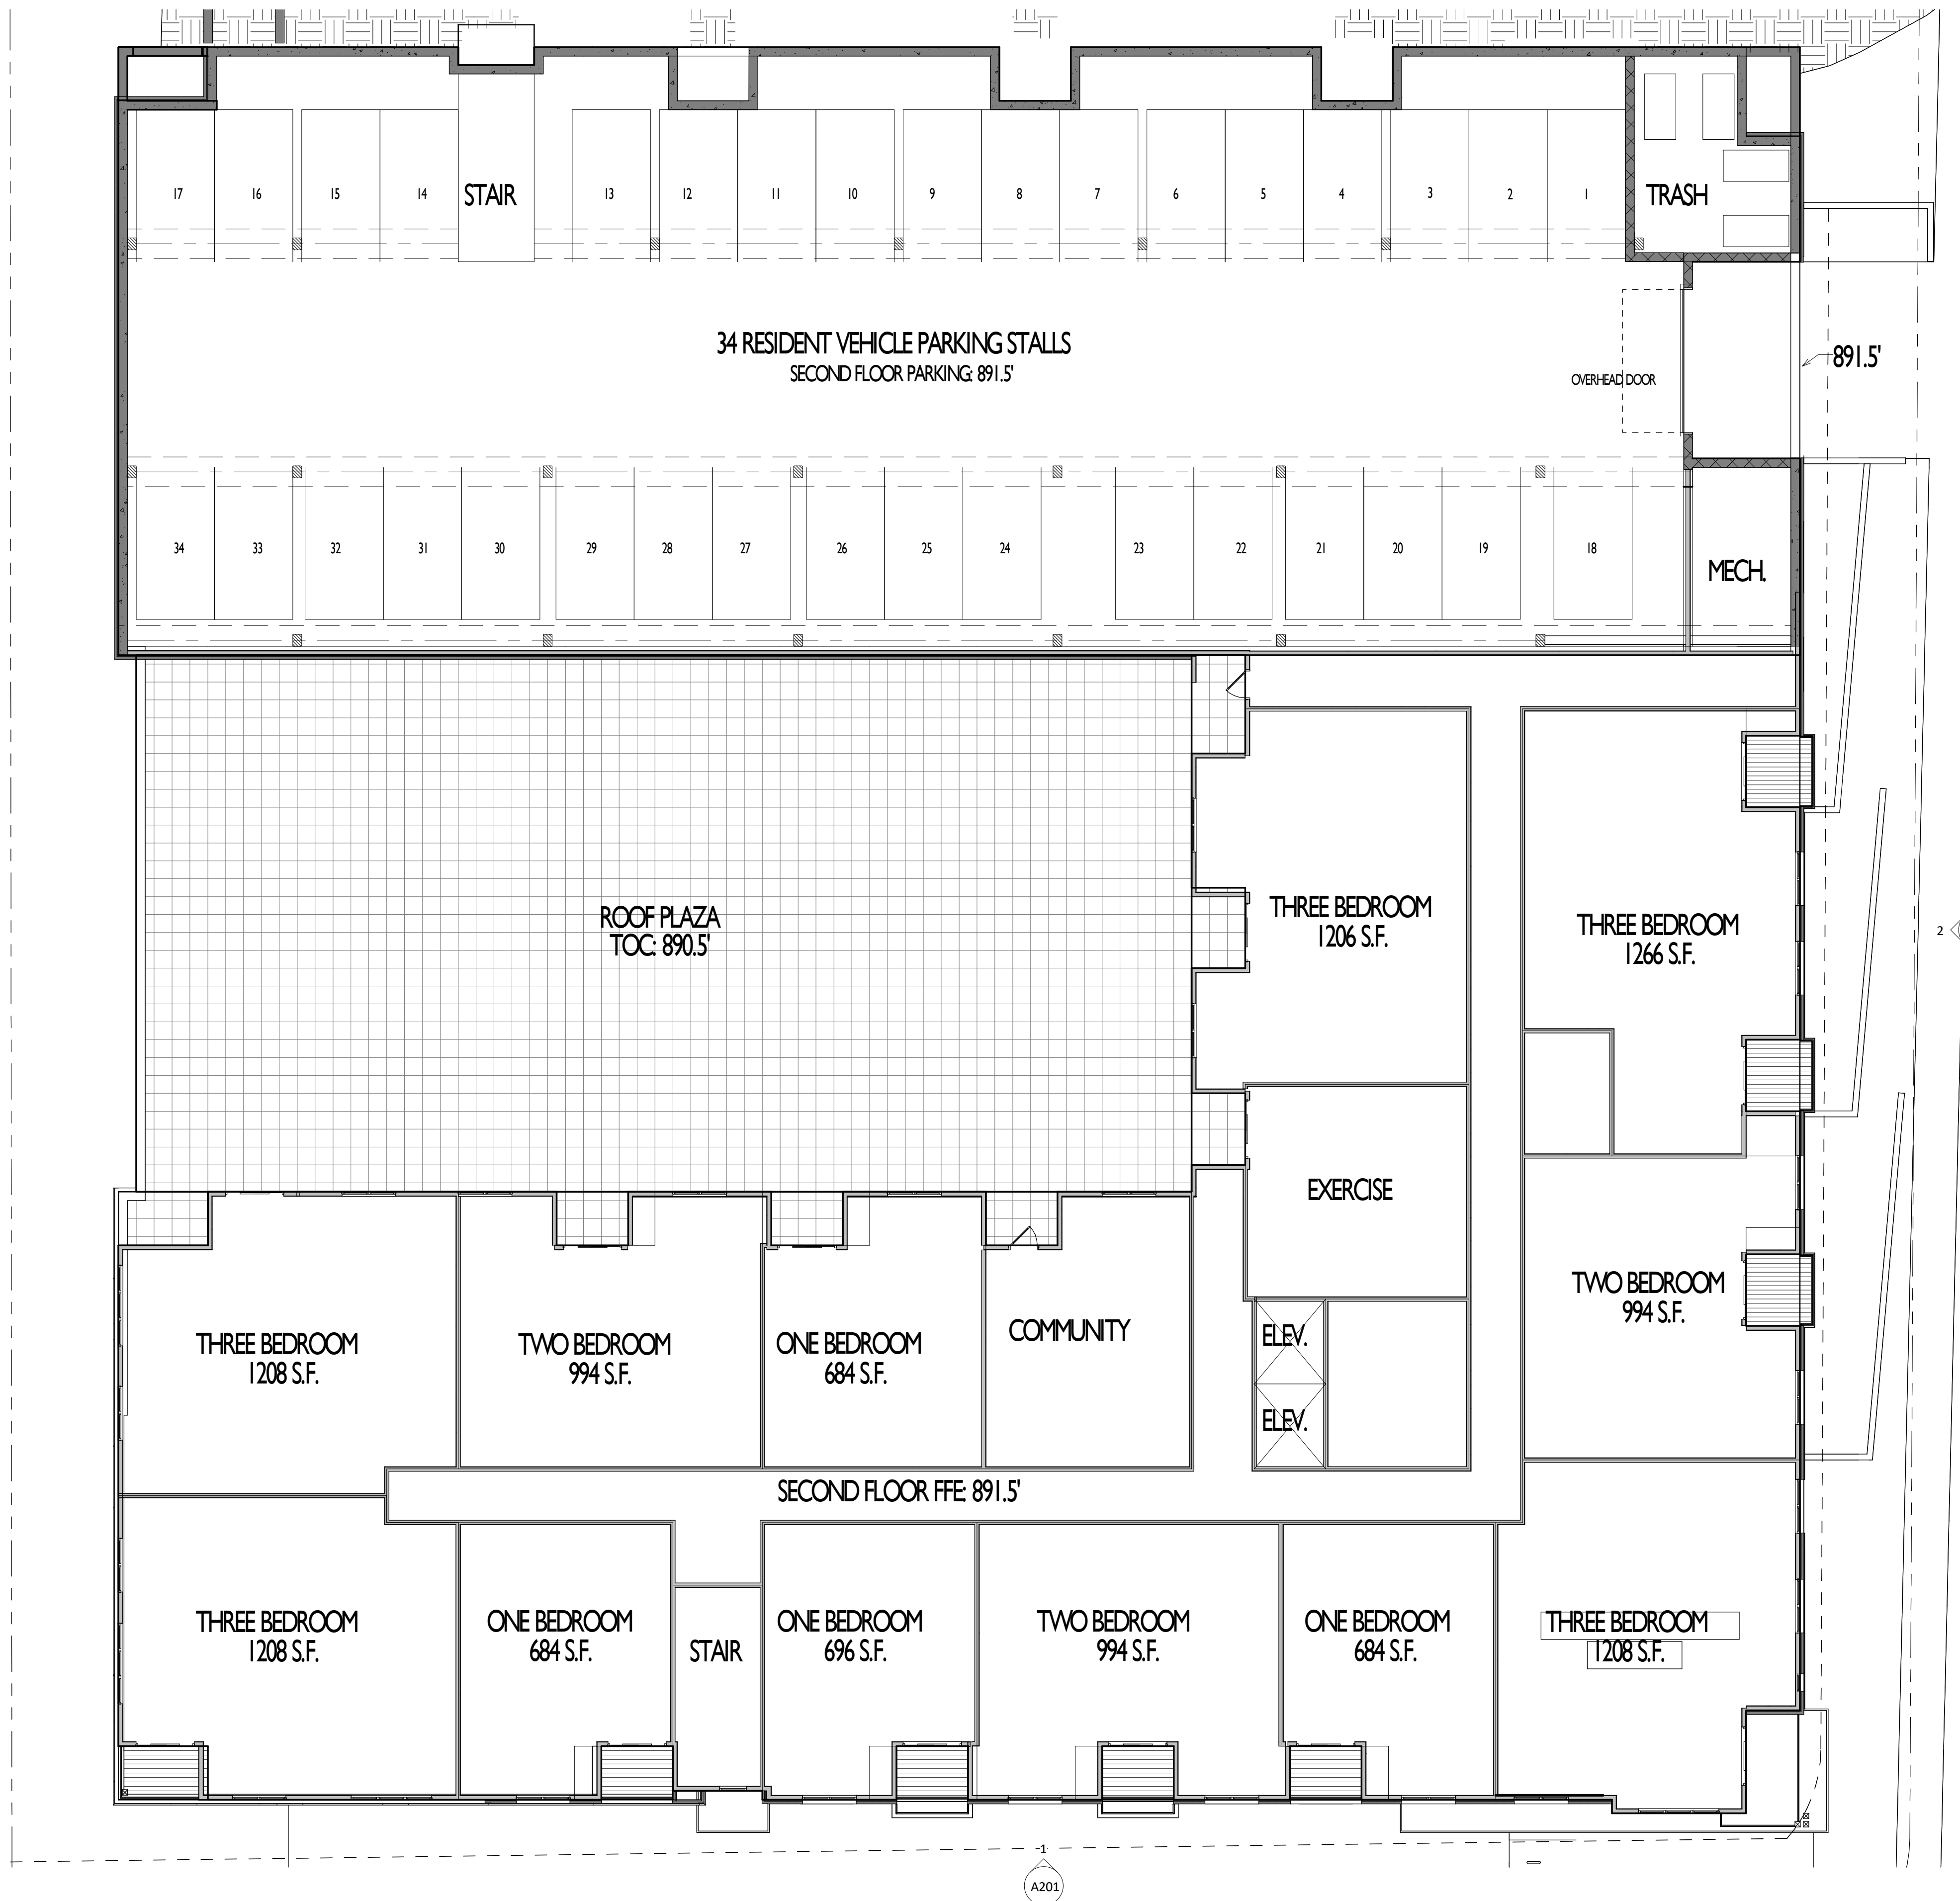 17
16
15
14
STAIR
13
12
11
10
9
8
7
6
5
4
3
2
1
TRASH
34 RESIDENT VEHICLE PARKING STALLS
SECOND FLOOR PARKING: 891.5'
OVERHEAD DOOR
891.5'
34
33
32
31
30
29
28
27
26
25
24
23
22
21
20
19
18
MECH.
ROOF PLAZA
TOC: 890.5'
THREE BEDROOM
1206 S.F.
THREE BEDROOM
1266 S.F.
2
EXERCISE
TWO BEDROOM
994 S.F.
THREE BEDROOM
1208 S.F.
TWO BEDROOM
994 S.F.
ONE BEDROOM
684 S.F.
COMMUNITY
ELEV.
ELEV.
SECOND FLOOR FFE: 891.5'
THREE BEDROOM
1208 S.F.
ONE BEDROOM
684 S.F.
STAIR
ONE BEDROOM
696 S.F.
TWO BEDROOM
994 S.F.
ONE BEDROOM
684 S.F.
THREE BEDROOM
1208 S.F.
1
A201